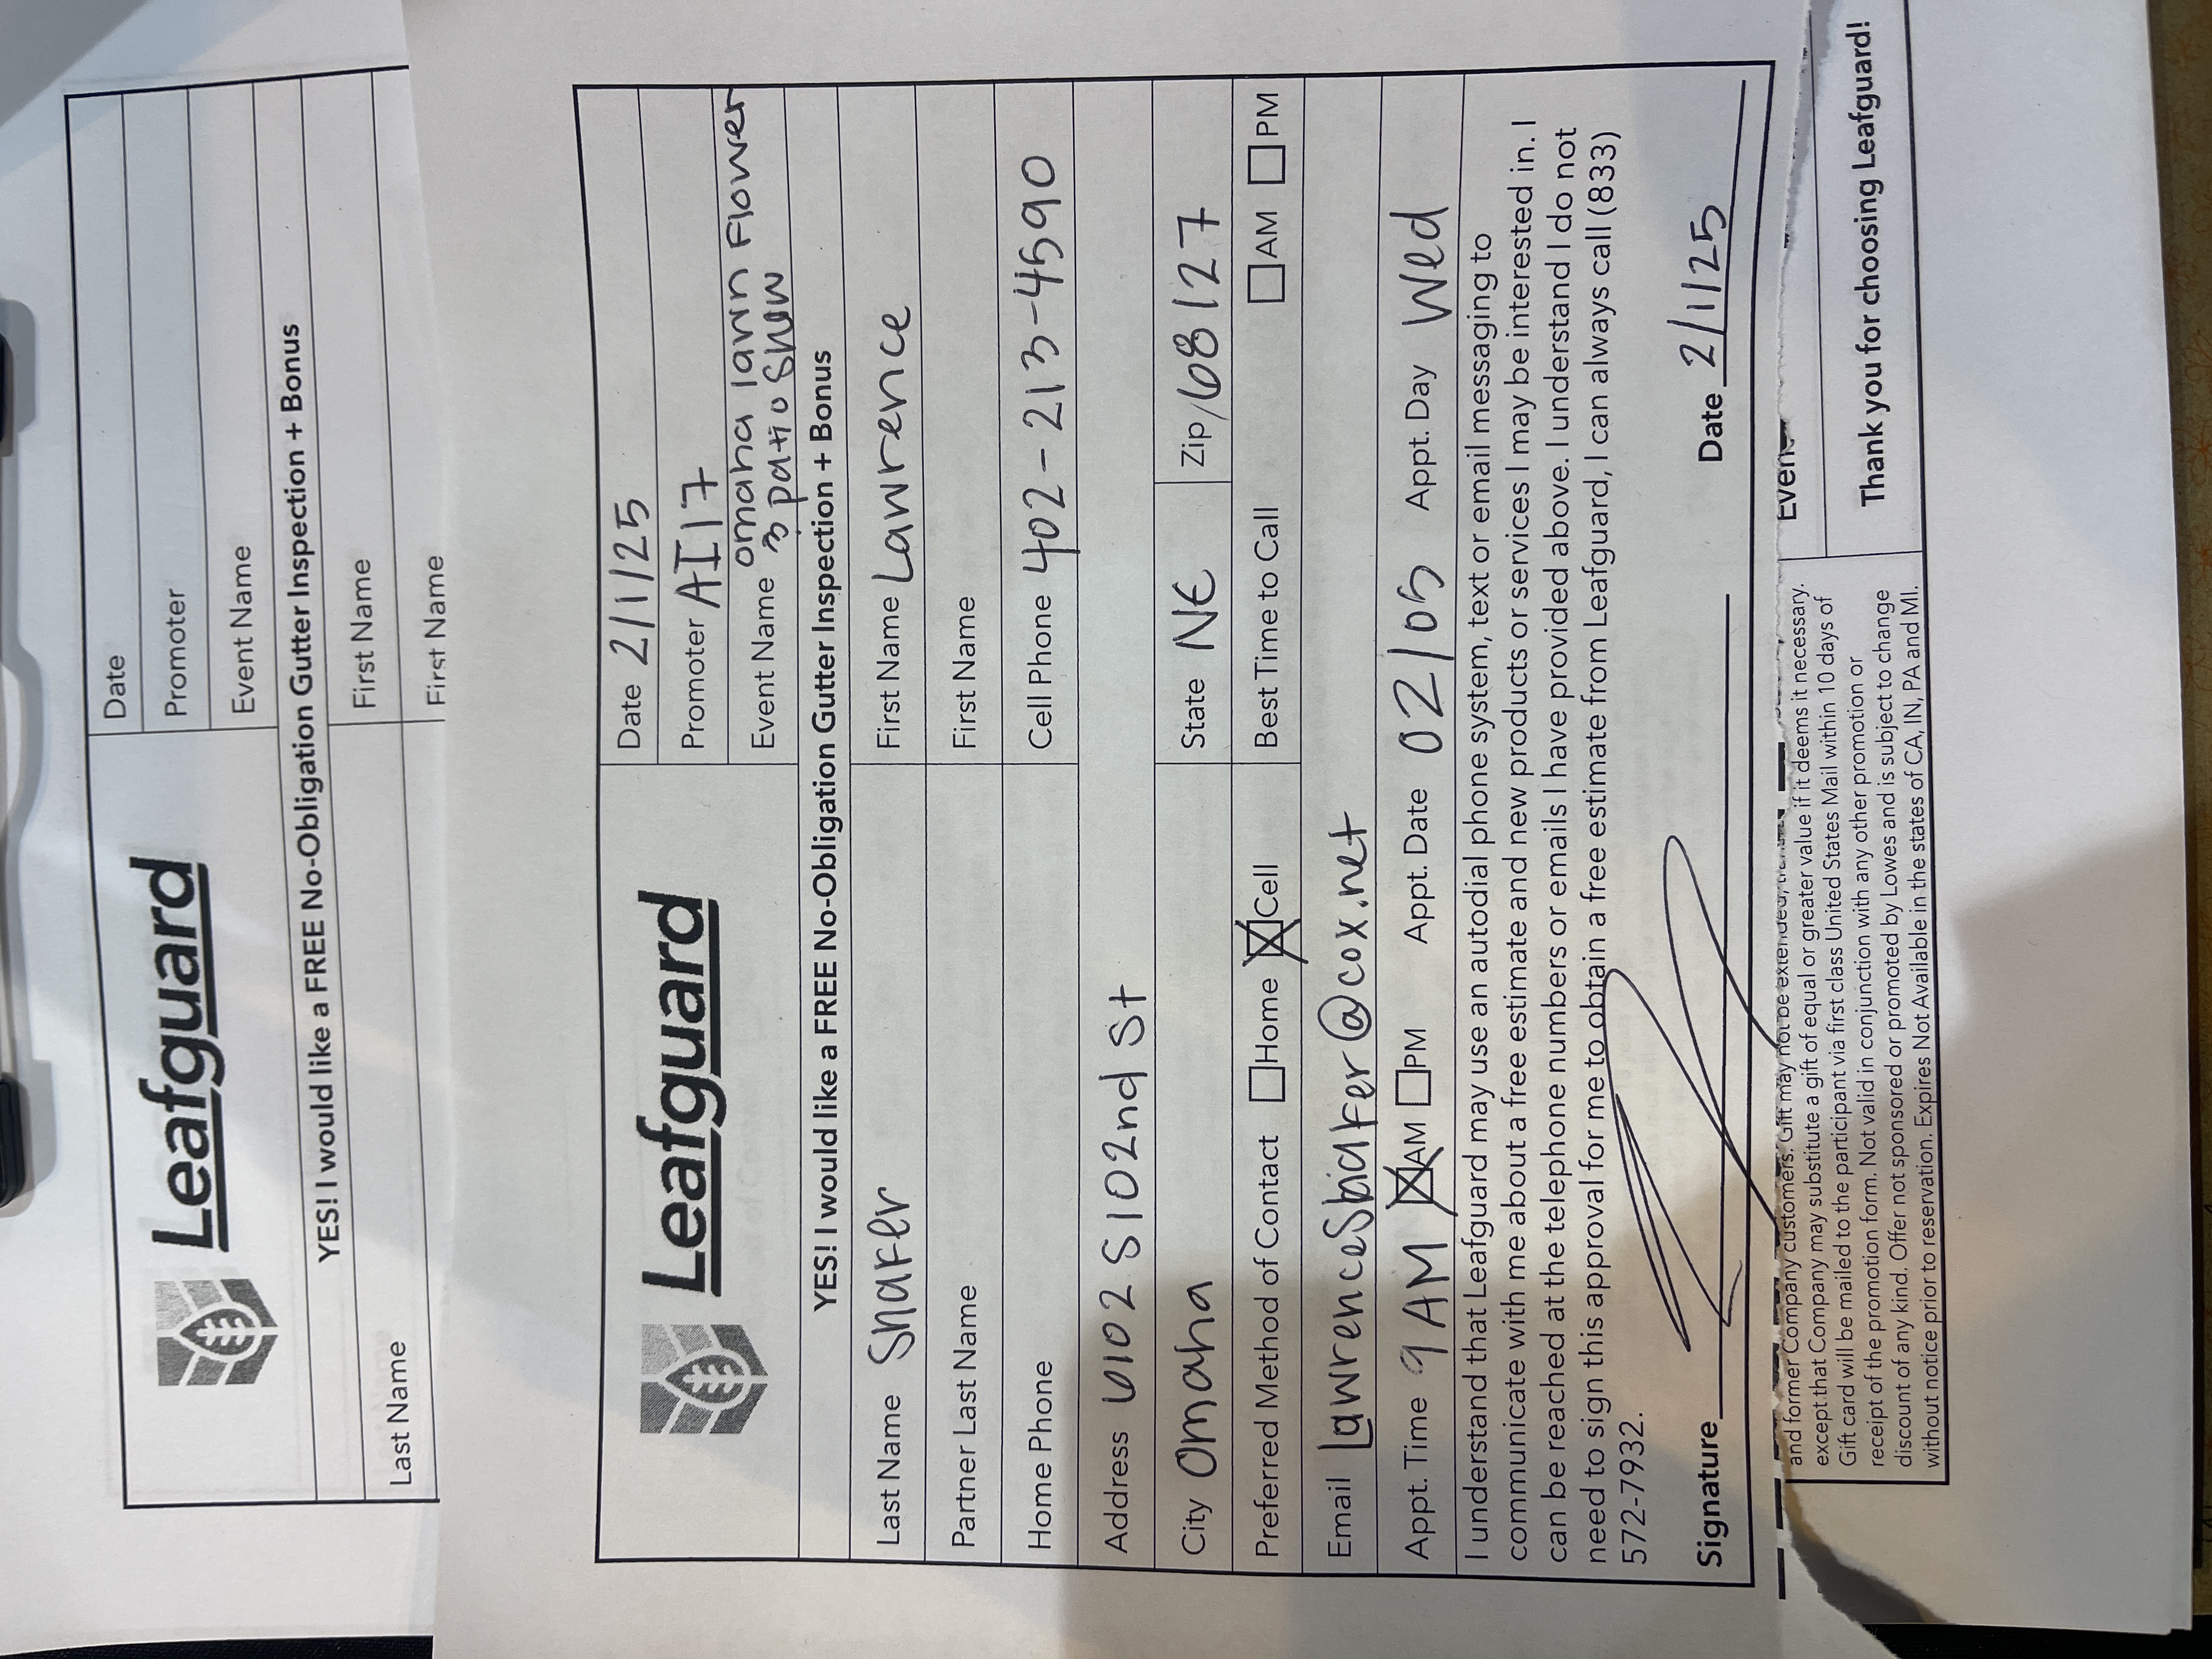 Leafguard
Date
Promoter
Event Name
YES! I would like a FREE No-Obligation Gutter Inspection + Bonus
Last Name
First Name
First Name
Leafguard
Date 2/1/25
Promoter AI17
Event Name omaha lawn Flower
& patio show
YES! I would like a FREE No-Obligation Gutter Inspection + Bonus
Last Name Shafer First Name Lawrence
Partner Last Name First Name
Home Phone Cell Phone 402-213-4590
Address 6102 S 102nd St
City Omaha State NE Zip 68127
Preferred Method of Contact Home Cell Best Time to Call AM PM
Email LawrenceShafer@cox.net
Appt. Time 9 AM AM PM Appt. Date 02/05 Appt. Day Wed
I understand that Leafguard may use an autodial phone system, text or email messaging to
communicate with me about a free estimate and new products or services I may be interested in. I
can be reached at the telephone numbers or emails I have provided above. I understand I do not
need to sign this approval for me to obtain a free estimate from Leafguard, I can always call (833)
572-7932.
Signature Date 2/1/25
and former Company customers. Gift may not be extended,
except that Company may substitute a gift of equal or greater value if it deems it necessary.
Gift card will be mailed to the participant via first class United States Mail within 10 days of
receipt of the promotion form. Not valid in conjunction with any other promotion or
discount of any kind. Offer not sponsored or promoted by Lowes and is subject to change
without notice prior to reservation. Expires Not Available in the states of CA, IN, PA and MI.
Thank you for choosing Leafguard!